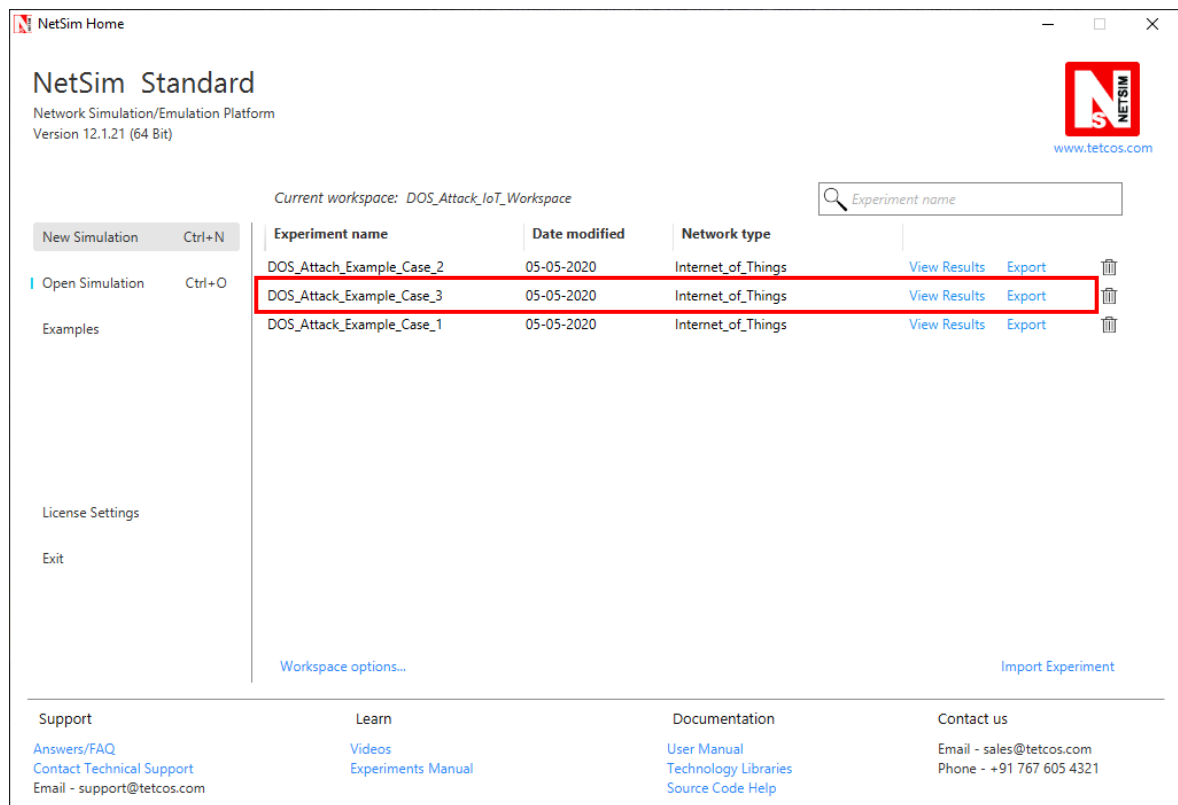 NetSim Home
NetSim Standard
Network Simulation/Emulation Platform
Version 12.1.21 (64 Bit)
NETSIM
NS
www.tetcos.com
Current workspace: DOS_Attack_IoT_Workspace
Experiment name
New Simulation Ctrl+N
Open Simulation Ctrl+O
Examples
License Settings
Exit
Experiment name Date modified Network type
DOS_Attach_Example_Case_2 05-05-2020 Internet_of_Things View Results Export
DOS_Attack_Example_Case_3 05-05-2020 Internet_of_Things View Results Export
DOS_Attack_Example_Case_1 05-05-2020 Internet_of_Things View Results Export
Workspace options... Import Experiment
Support
Answers/FAQ
Contact Technical Support
Email - support@tetcos.com
Learn
Videos
Experiments Manual
Documentation
User Manual
Technology Libraries
Source Code Help
Contact us
Email - sales@tetcos.com
Phone - +91 767 605 4321